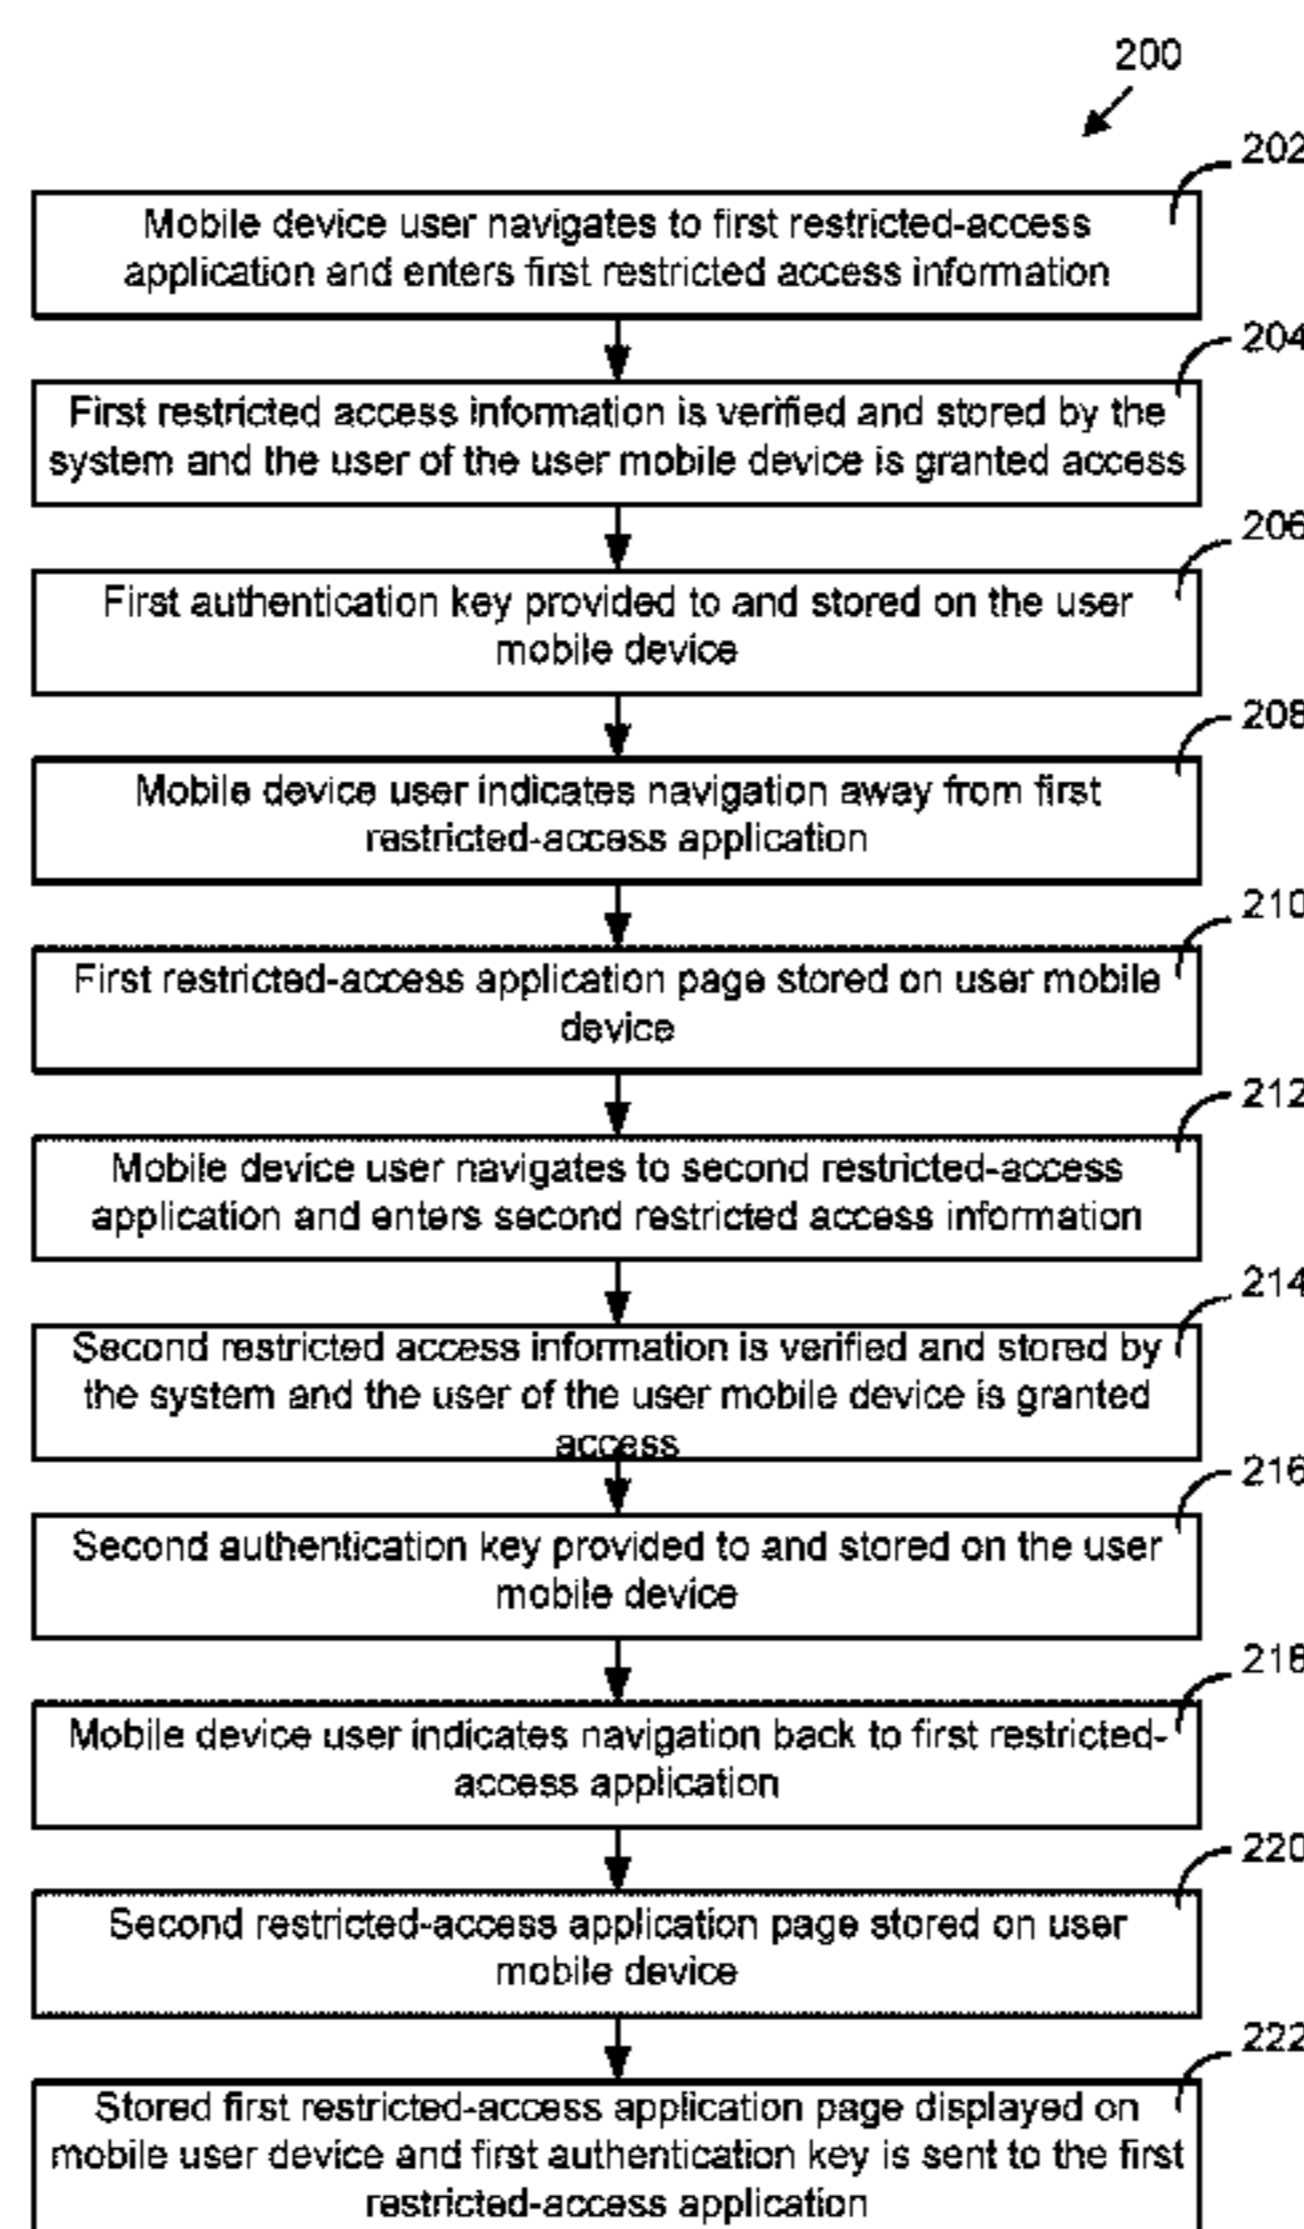 200
202
Mobile device user navigates to first restricted-access
application and enters first restricted access information
204
First restricted access information is verified and stored by the
system and the user of the user mobile device is granted access
206
First authentication key provided to and stored on the user
mobile device
208
Mobile device user indicates navigation away from first
restricted-access application
210
First restricted-access application page stored on user mobile
device
212
Mobile device user navigates to second restricted-access
application and enters second restricted access information
214
Second restricted access information is verified and stored by
the system and the user of the user mobile device is granted
access
216
Second authentication key provided to and stored on the user
mobile device
218
Mobile device user indicates navigation back to first restricted-
access application
220
Second restricted-access application page stored on user
mobile device
222
Stored first restricted-access application page displayed on
mobile user device and first authentication key is sent to the first
restricted-access application